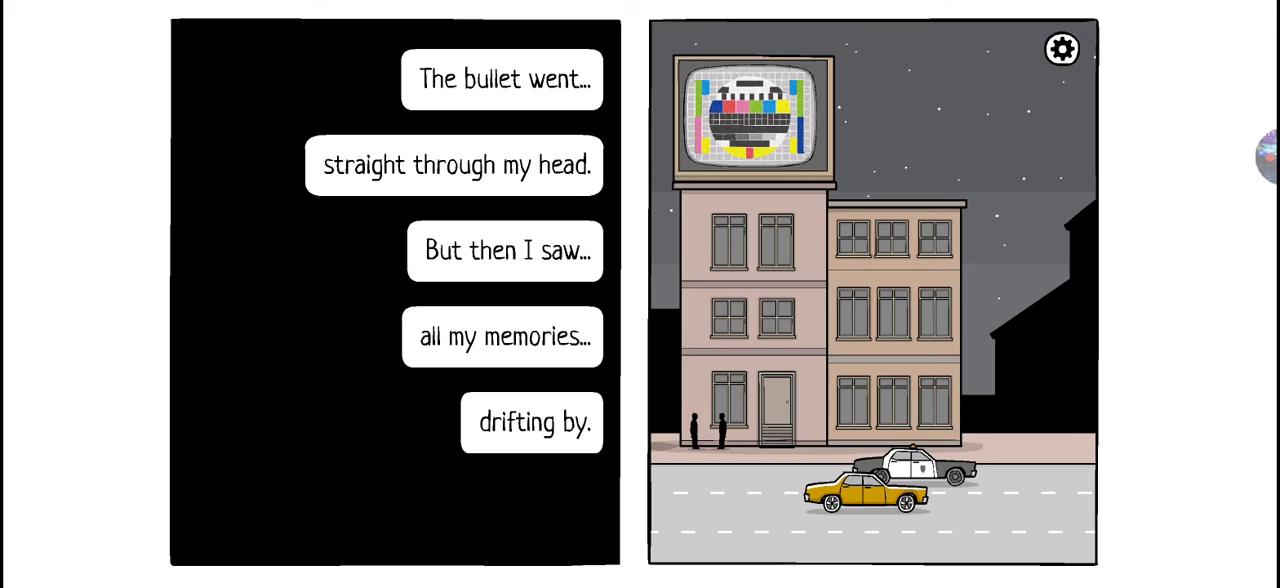 The bullet went...
straight through my head.
But then I saw...
all my memories...
drifting by.